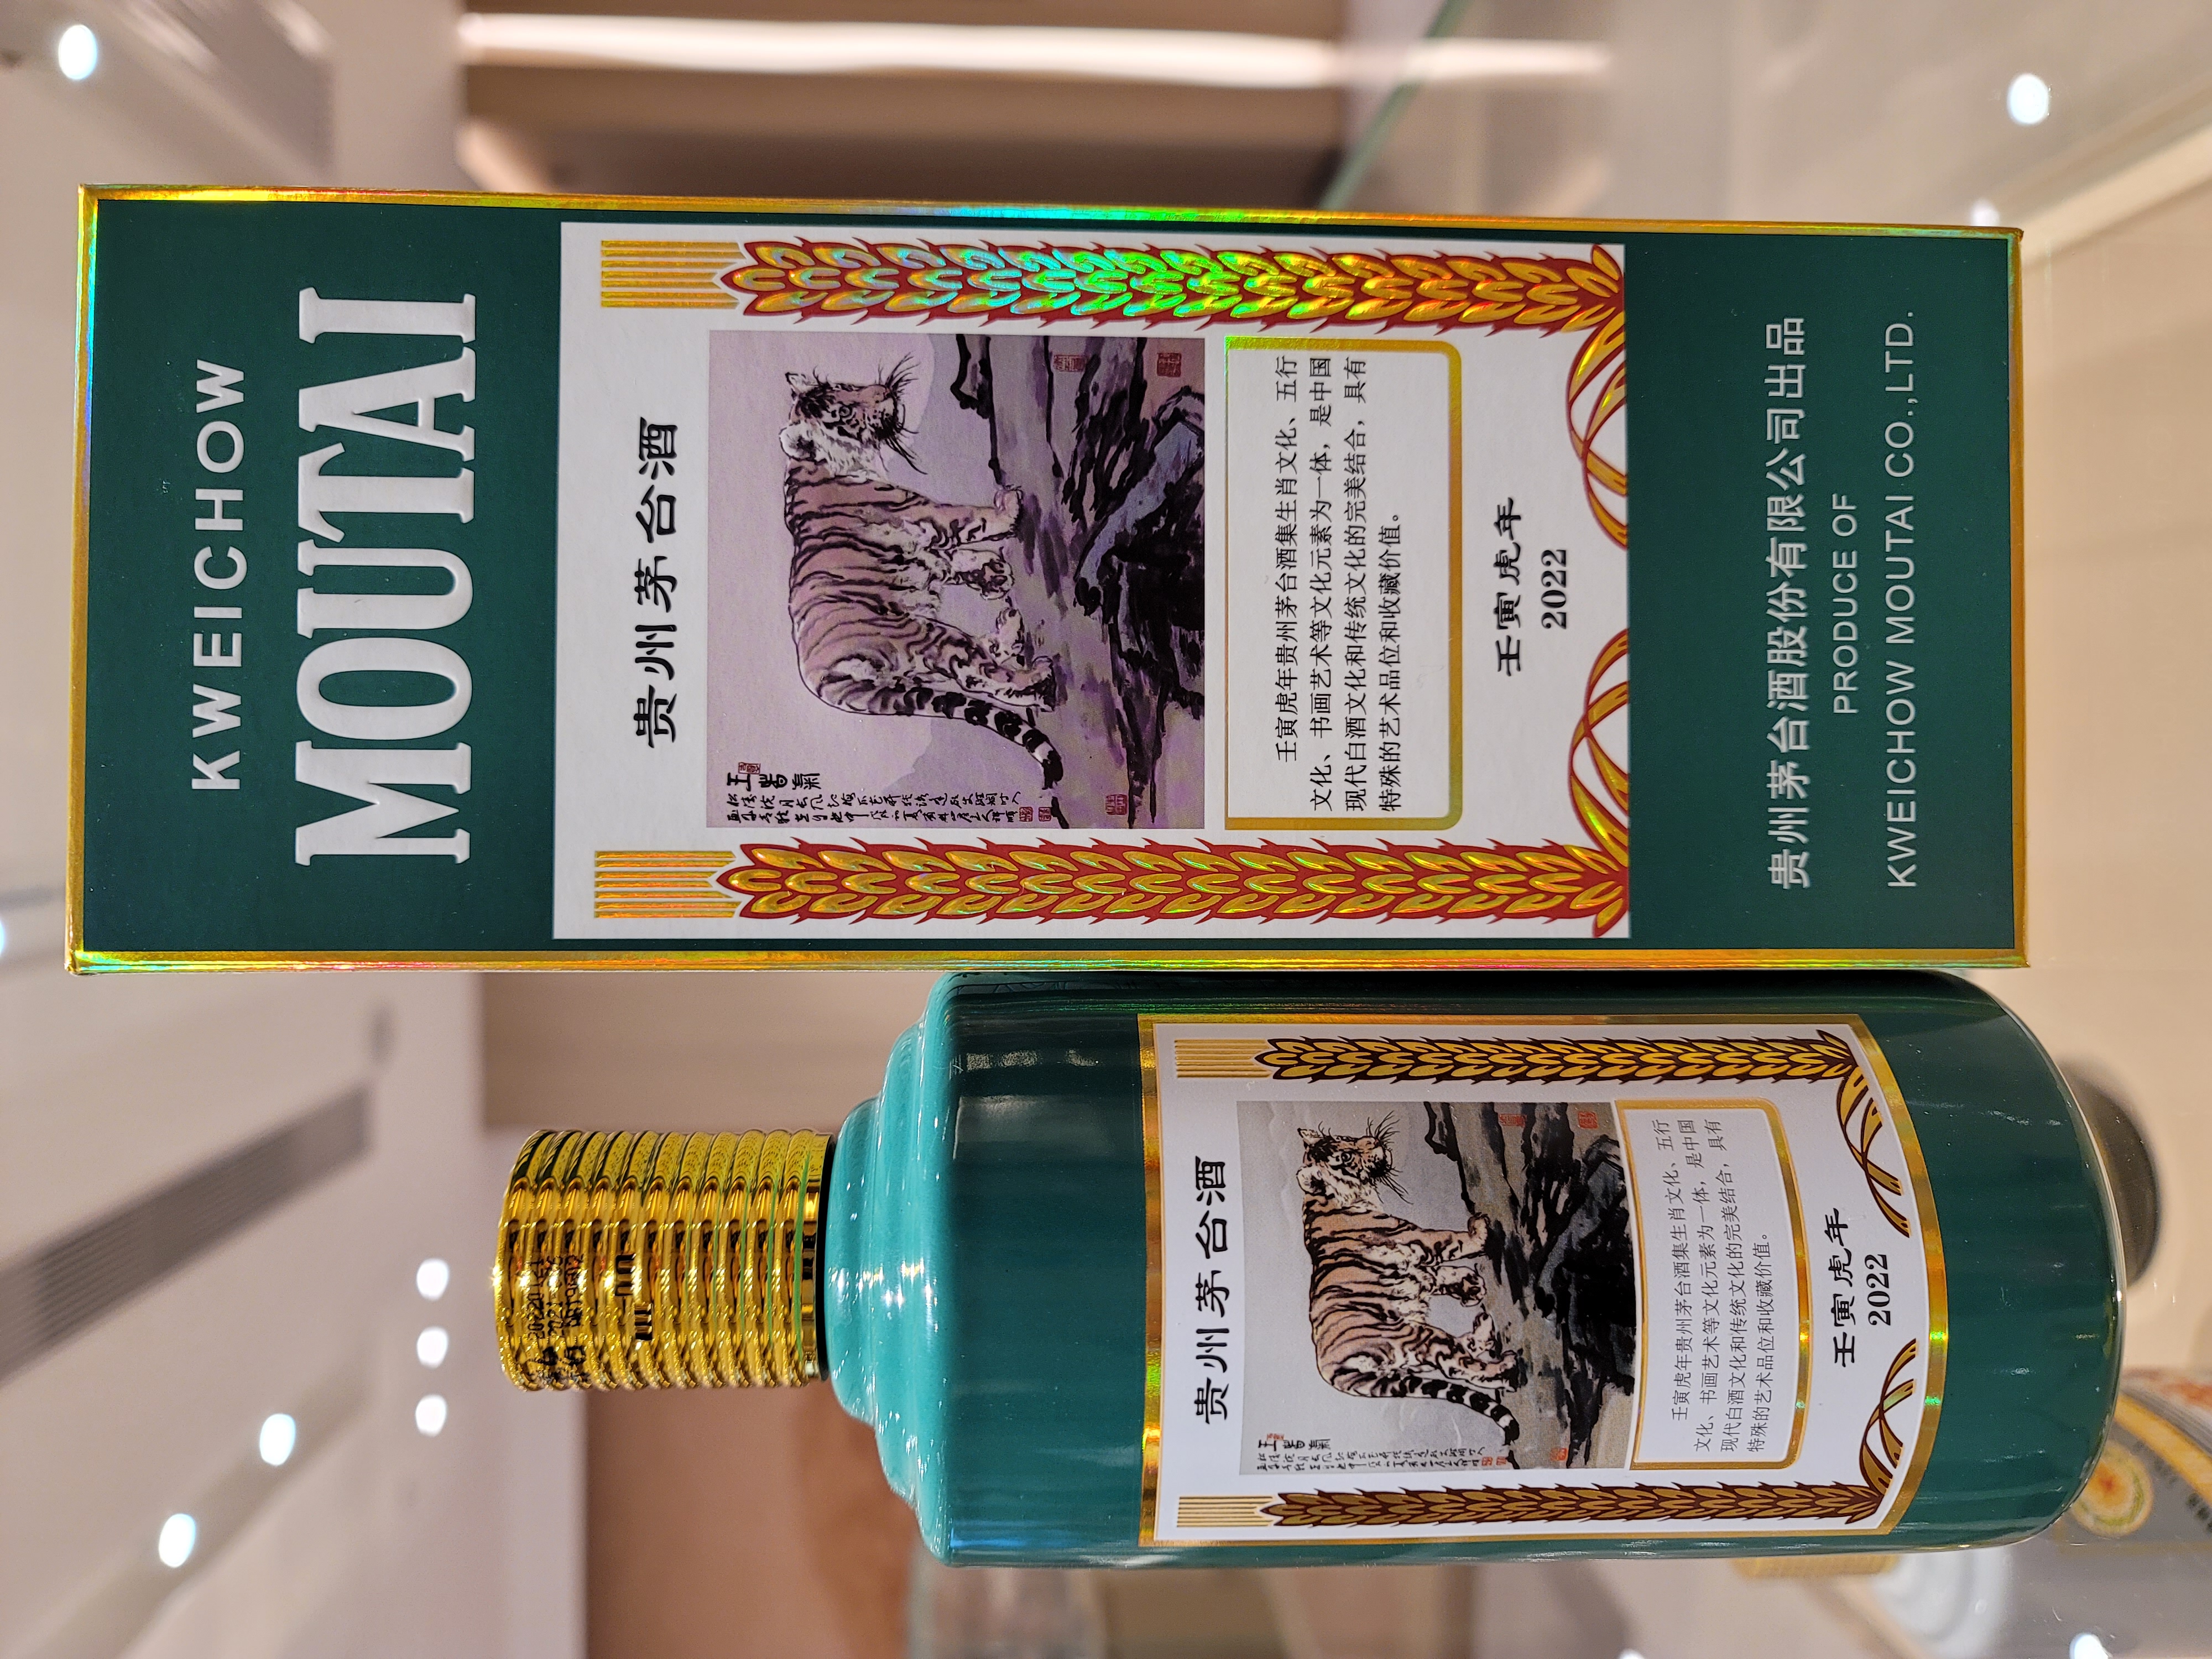 KWEICHOW
MOUTAI
贵州茅台酒
王者气
壬寅虎年贵州茅台酒集生肖文化、五行
文化、书画艺术等文化元素为一体，是中国
现代白酒文化和传统文化的完美结合，具有
特殊的艺术品位和收藏价值。
壬寅虎年
2022
贵州茅台酒股份有限公司出品
PRODUCE OF
KWEICHOW MOUTAI CO.,LTD.
贵州茅台酒
壬寅虎年贵州茅台酒集生肖文化、五行
文化、书画艺术等文化元素为一体，是中国
现代白酒文化和传统文化的完美结合，具有
特殊的艺术品位和收藏价值。
壬寅虎年
2022